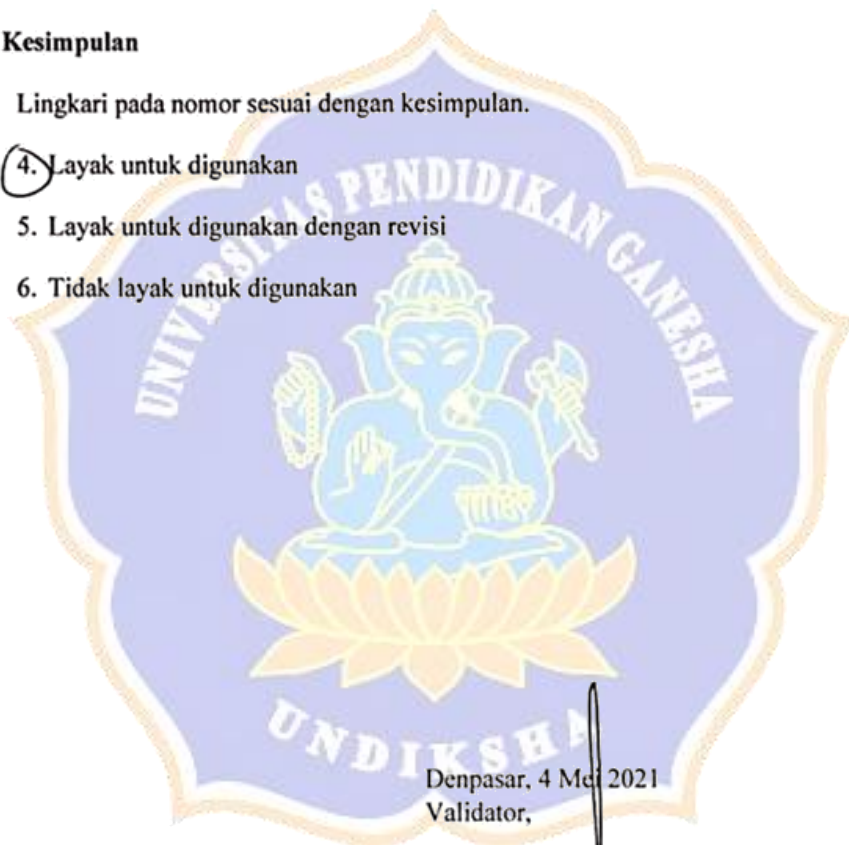 Kesimpulan
Lingkari pada nomor sesuai dengan kesimpulan.
4. Layak untuk digunakan
5. Layak untuk digunakan dengan revisi
6. Tidak layak untuk digunakan
UNIVERSITAS PENDIDIKAN GANESHA
UNDIKSHA
Denpasar, 4 Mei 2021
Validator,